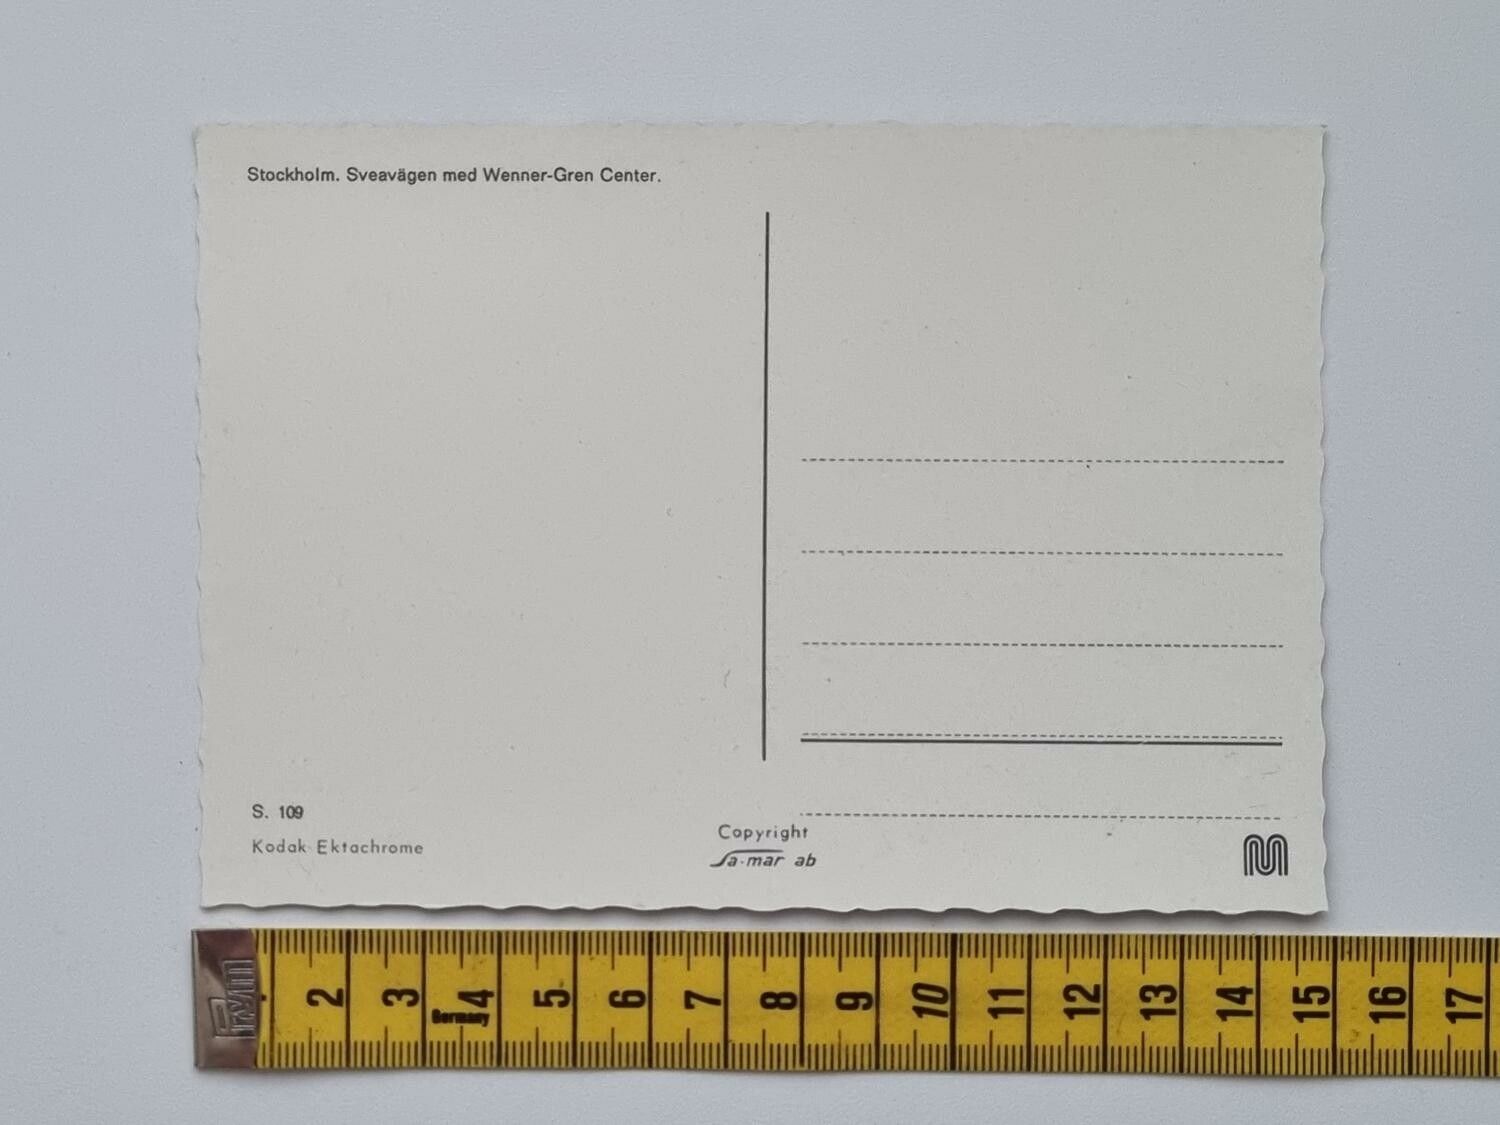 Stockholm. Sveavägen med Wenner-Gren Center.
S. 109
Kodak Ektachrome
Copyright
Sa-mar ab
M
2 3 4 5 6 7 8 9 10 11 12 13 14 15 16 17
Germany